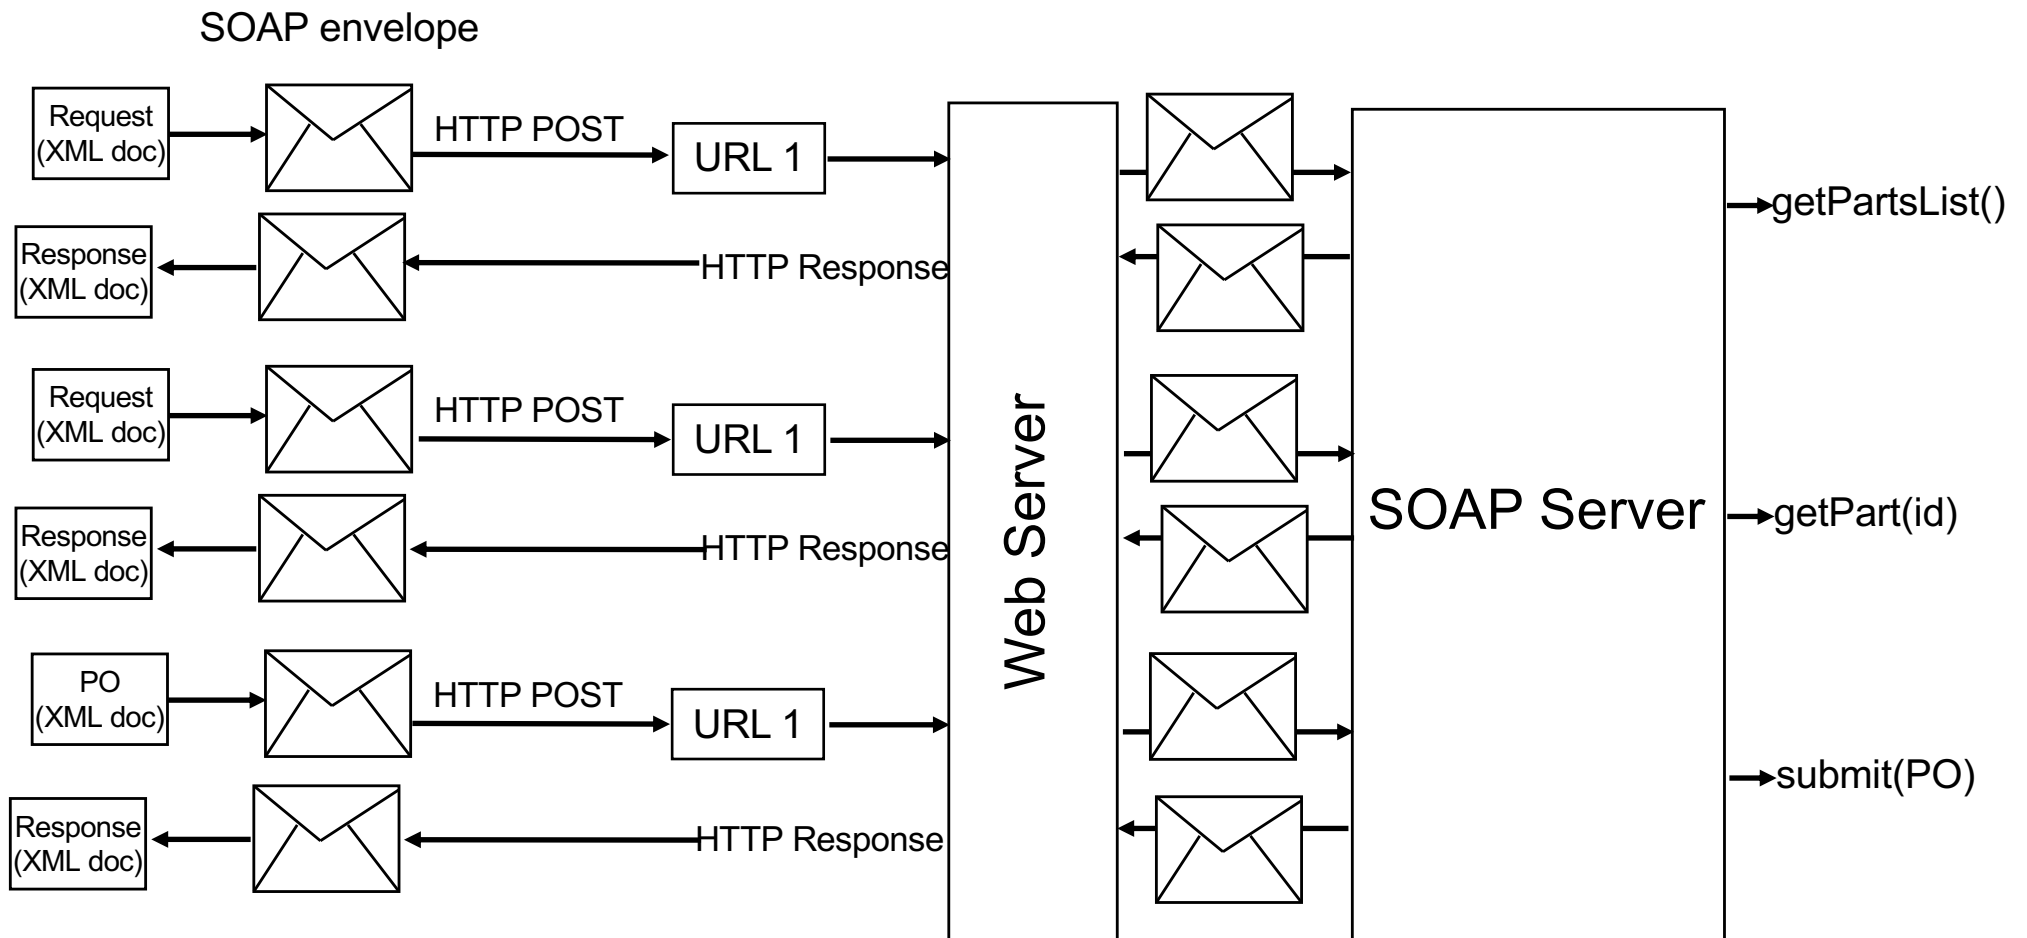 SOAP envelope
Request
(XML doc)
HTTP POST
URL 1
getPartsList()
Response
(XML doc)
HTTP Response
Request
(XML doc)
HTTP POST
URL 1
Web Server
SOAP Server
getPart(id)
Response
(XML doc)
HTTP Response
PO
(XML doc)
HTTP POST
URL 1
submit(PO)
Response
(XML doc)
HTTP Response